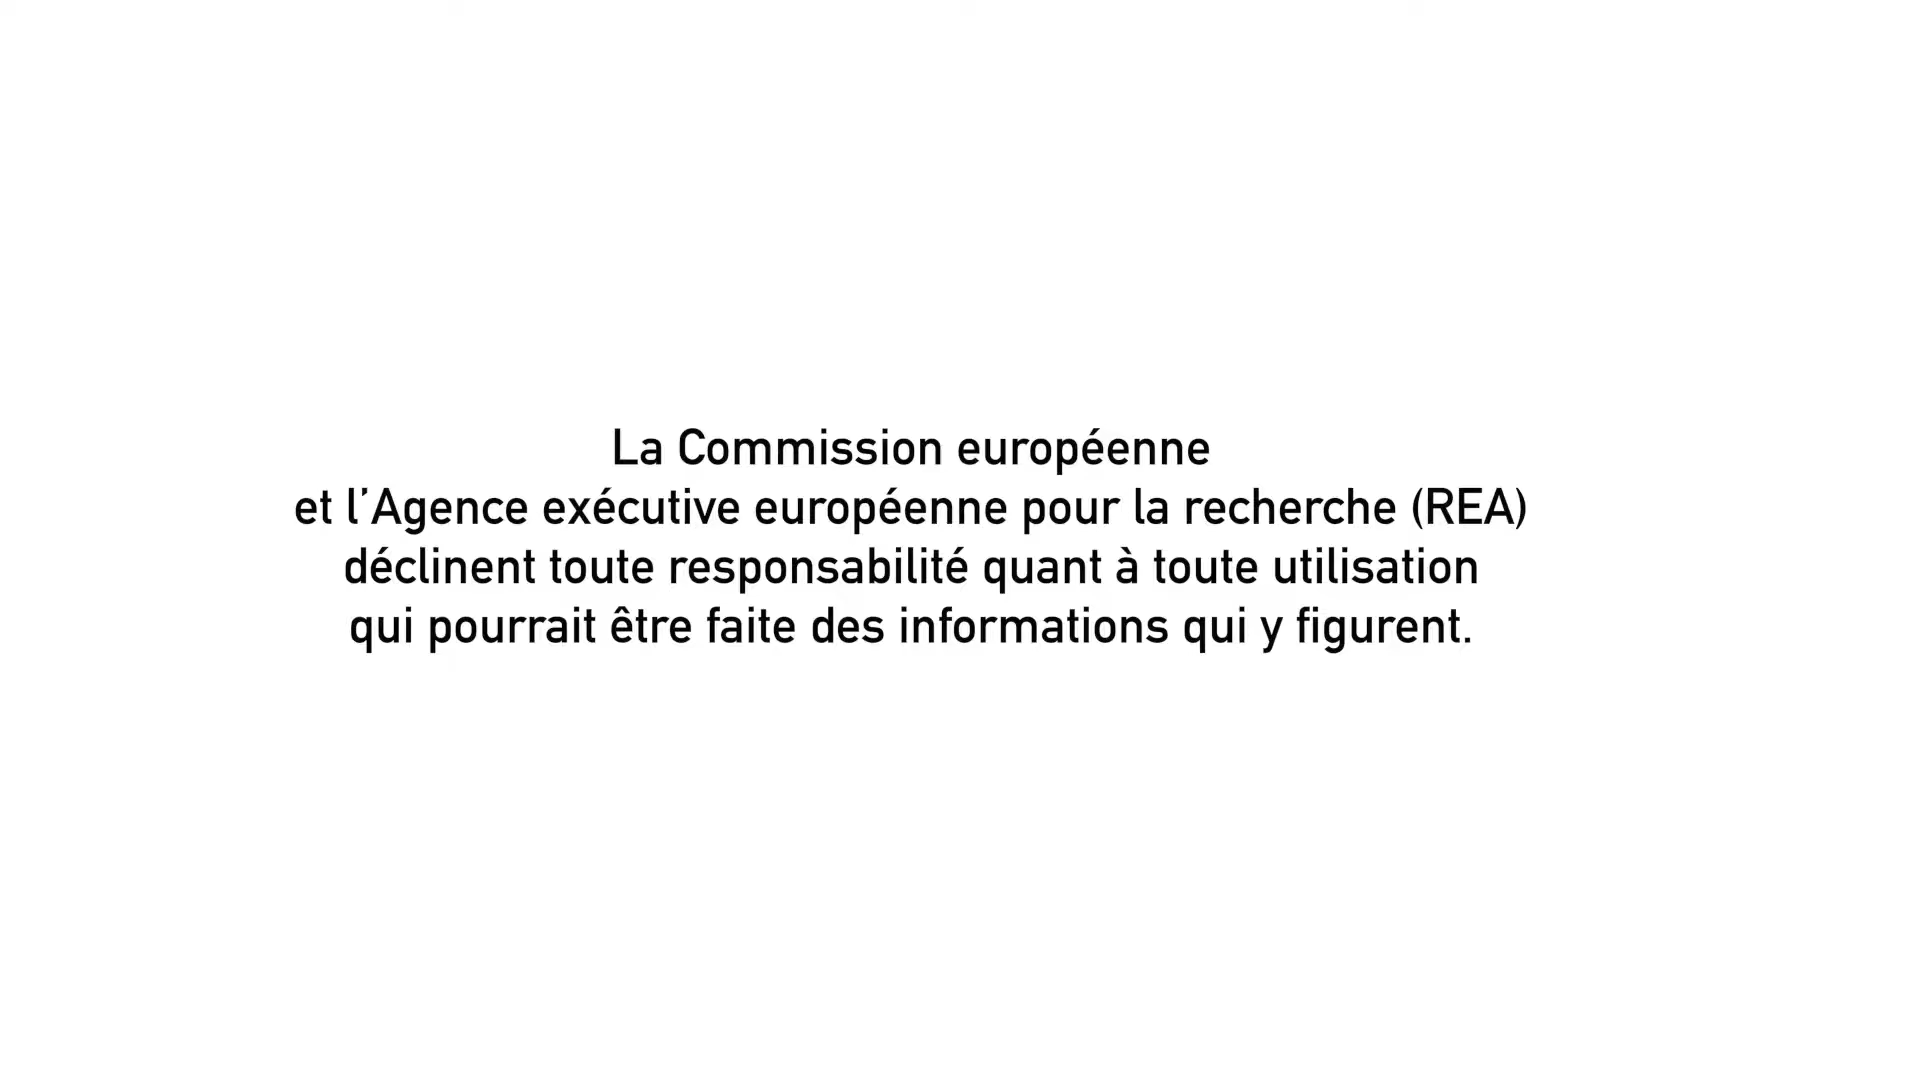 La Commission européenne
et l’Agence exécutive européenne pour la recherche (REA)
déclinent toute responsabilité quant à toute utilisation
qui pourrait être faite des informations qui y figurent.